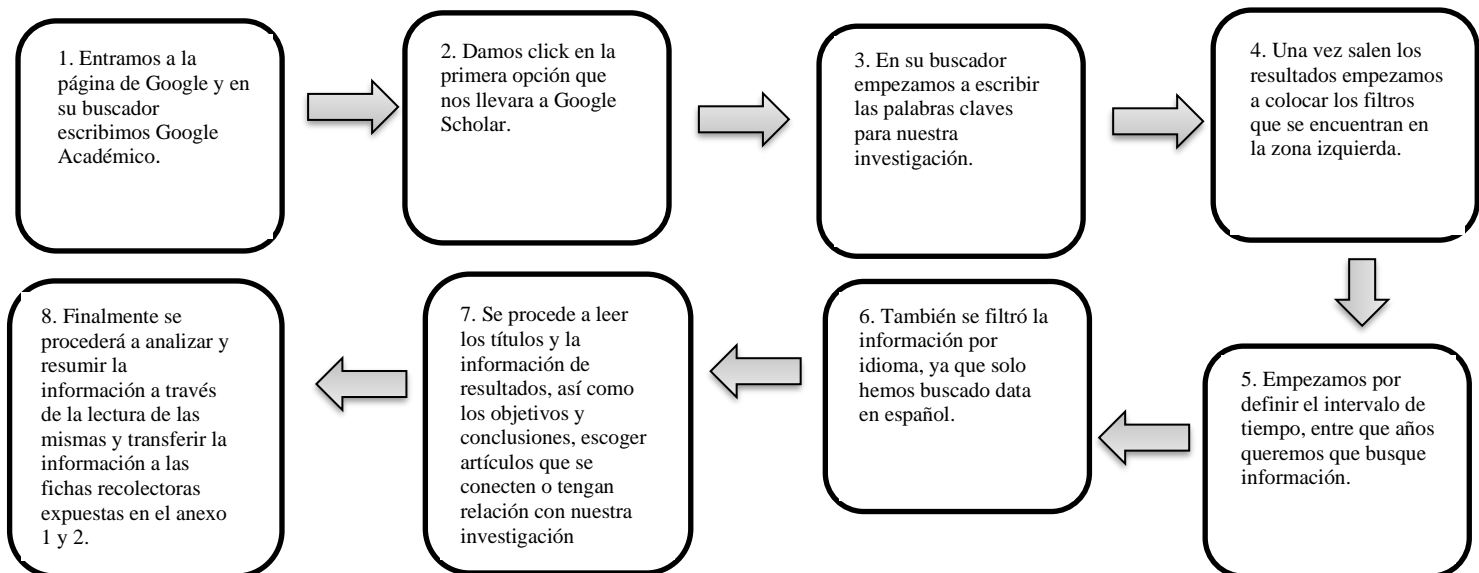 1. Entramos a la
página de Google y en
su buscador
escribimos Google
Académico.
2. Damos click en la
primera opción que
nos llevara a Google
Scholar.
3. En su buscador
empezamos a escribir
las palabras claves
para nuestra
investigación.
4. Una vez salen los
resultados empezamos
a colocar los filtros
que se encuentran en
la zona izquierda.
5. Empezamos por
definir el intervalo de
tiempo, entre que años
queremos que busque
información.
6. También se filtró la
información por
idioma, ya que solo
hemos buscado data
en español.
7. Se procede a leer
los títulos y la
información de
resultados, así como
los objetivos y
conclusiones, escoger
artículos que se
conecten o tengan
relación con nuestra
investigación
8. Finalmente se
procederá a analizar y
resumir la
información a través
de la lectura de las
mismas y transferir la
información a las
fichas recolectoras
expuestas en el anexo
1 y 2.